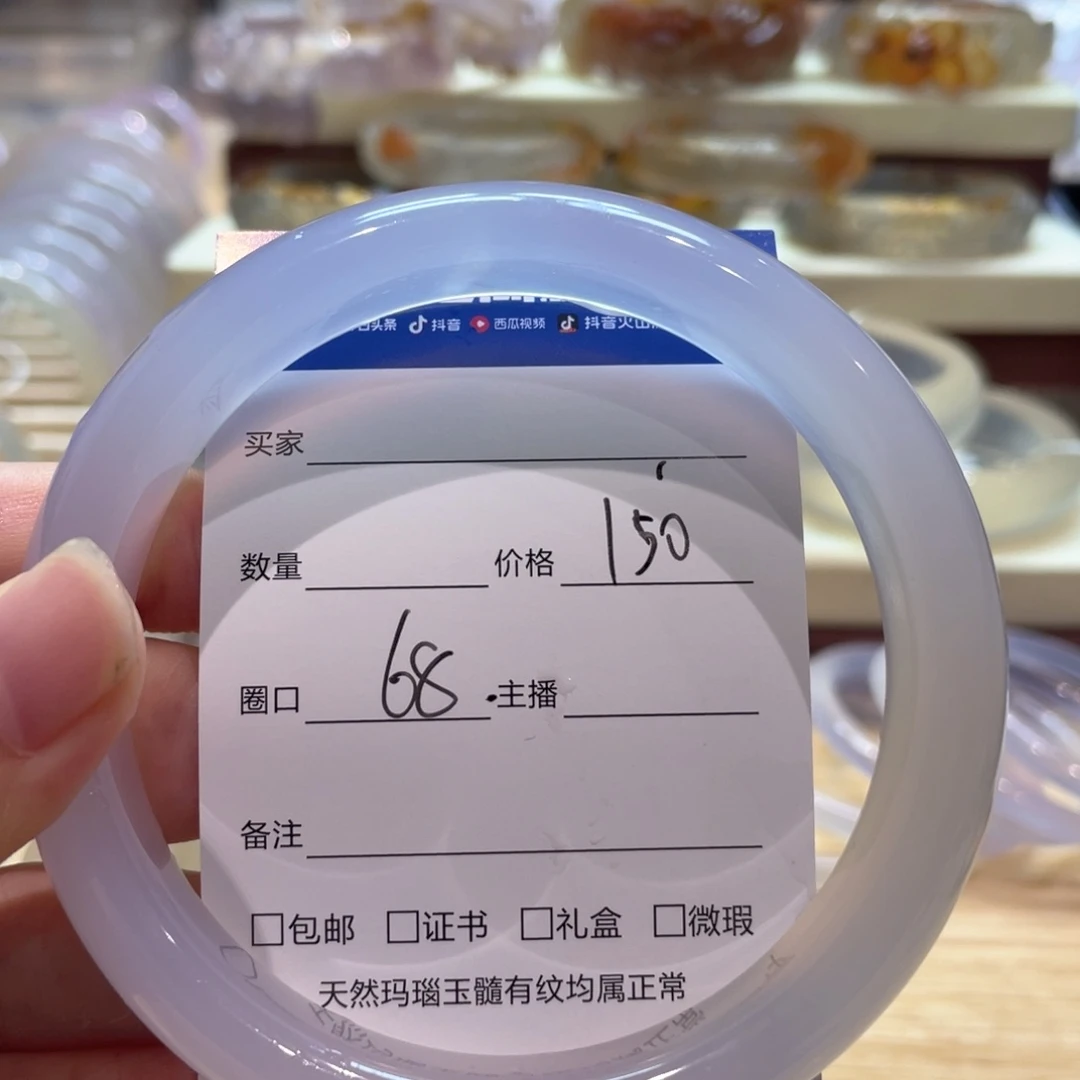 头条 抖音 西瓜视频 抖音火山
买家
数量 价格 150
圈口 68 主播
备注
□包邮 □证书 □礼盒 □微瑕
天然玛瑙玉髓有纹均属正常